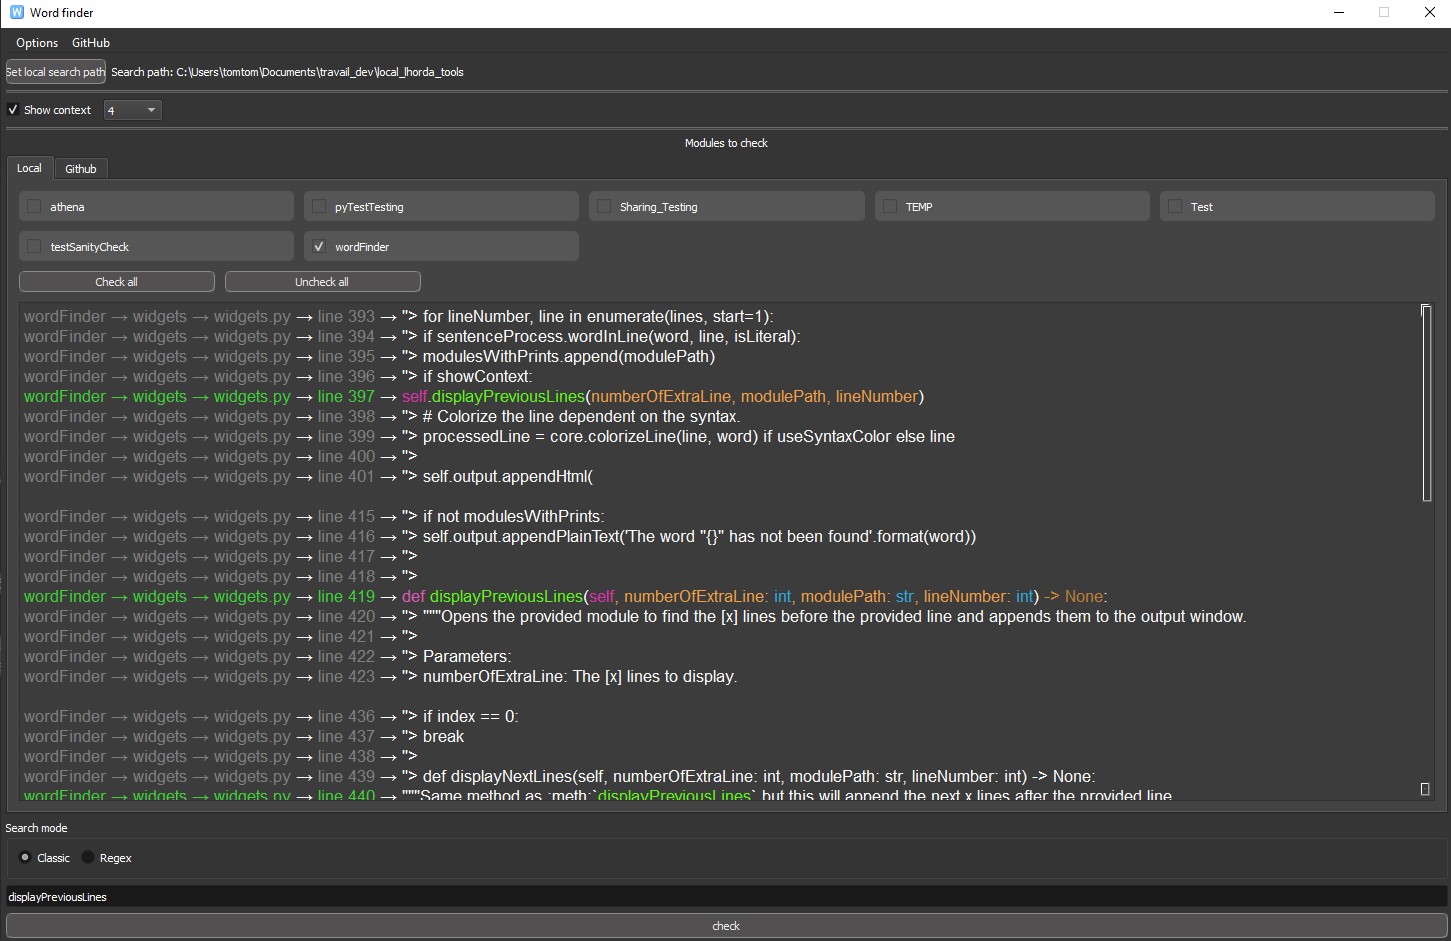 Word finder
Options GitHub
Set local search path Search path: C:\Users\tomtom\Documents\travail_dev\local_lhorda_tools
Show context 4
Modules to check
Local Github
athena pyTestTesting Sharing_Testing TEMP Test
testSanityCheck wordFinder
Check all Uncheck all
wordFinder → widgets → widgets.py → line 393 → "> for lineNumber, line in enumerate(lines, start=1):
wordFinder → widgets → widgets.py → line 394 → "> if sentenceProcess.wordInLine(word, line, isLiteral):
wordFinder → widgets → widgets.py → line 395 → "> modulesWithPrints.append(modulePath)
wordFinder → widgets → widgets.py → line 396 → "> if showContext:
wordFinder → widgets → widgets.py → line 397 → self.displayPreviousLines(numberOfExtraLine, modulePath, lineNumber)
wordFinder → widgets → widgets.py → line 398 → "> # Colorize the line dependent on the syntax.
wordFinder → widgets → widgets.py → line 399 → "> processedLine = core.colorizeLine(line, word) if useSyntaxColor else line
wordFinder → widgets → widgets.py → line 400 → ">
wordFinder → widgets → widgets.py → line 401 → "> self.output.appendHtml(
wordFinder → widgets → widgets.py → line 415 → "> if not modulesWithPrints:
wordFinder → widgets → widgets.py → line 416 → "> self.output.appendPlainText('The word "{}" has not been found'.format(word))
wordFinder → widgets → widgets.py → line 417 → ">
wordFinder → widgets → widgets.py → line 418 → ">
wordFinder → widgets → widgets.py → line 419 → def displayPreviousLines(self, numberOfExtraLine: int, modulePath: str, lineNumber: int) -> None:
wordFinder → widgets → widgets.py → line 420 → "> """Opens the provided module to find the [x] lines before the provided line and appends them to the output window.
wordFinder → widgets → widgets.py → line 421 → ">
wordFinder → widgets → widgets.py → line 422 → "> Parameters:
wordFinder → widgets → widgets.py → line 423 → "> numberOfExtraLine: The [x] lines to display.
wordFinder → widgets → widgets.py → line 436 → "> if index == 0:
wordFinder → widgets → widgets.py → line 437 → "> break
wordFinder → widgets → widgets.py → line 438 → ">
wordFinder → widgets → widgets.py → line 439 → "> def displayNextLines(self, numberOfExtraLine: int, modulePath: str, lineNumber: int) -> None:
wordFinder → widgets → widgets.py → line 440 → """Same method as :meth:`displayPreviousLines` but this will append the next x lines after the provided line
Search mode
Classic Regex
displayPreviousLines
check